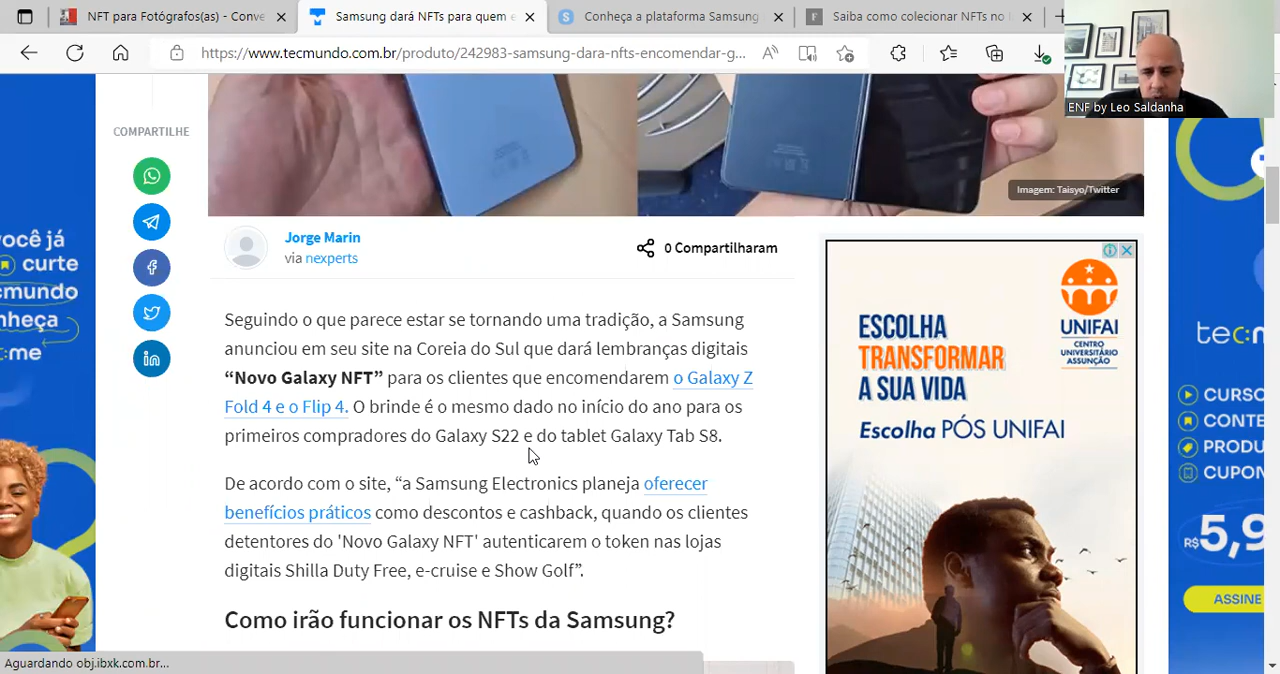 NFT para Fotógrafos(as) - Conve
Samsung dará NFTs para quem e
Conheça a plataforma Samsung
Saiba como colecionar NFTs no
https://www.tecmundo.com.br/produto/242983-samsung-dara-nfts-encomendar-g...
ENF by Leo Saldanha
COMPARTILHE
Imagem: Taisyo/Twitter
Jorge Marin
via nexperts
0 Compartilharam
Seguindo o que parece estar se tornando uma tradição, a Samsung
anunciou em seu site na Coreia do Sul que dará lembranças digitais
“Novo Galaxy NFT” para os clientes que encomendarem o Galaxy Z
Fold 4 e o Flip 4. O brinde é o mesmo dado no início do ano para os
primeiros compradores do Galaxy S22 e do tablet Galaxy Tab S8.
De acordo com o site, “a Samsung Electronics planeja oferecer
benefícios práticos como descontos e cashback, quando os clientes
detentores do 'Novo Galaxy NFT' autenticarem o token nas lojas
digitais Shilla Duty Free, e-cruise e Show Golf”.
Como irão funcionar os NFTs da Samsung?
você já
curte
cmundo
nheça
:me
UNIFAI
CENTRO
UNIVERSITÁRIO
ASSUNÇÃO
ESCOLHA
TRANSFORMAR
A SUA VIDA
Escolha PÓS UNIFAI
tec:n
CURSO
CONTE
PRODU
CUPON
R$ 5,9
ASSINE
Aguardando obj.ibxk.com.br...